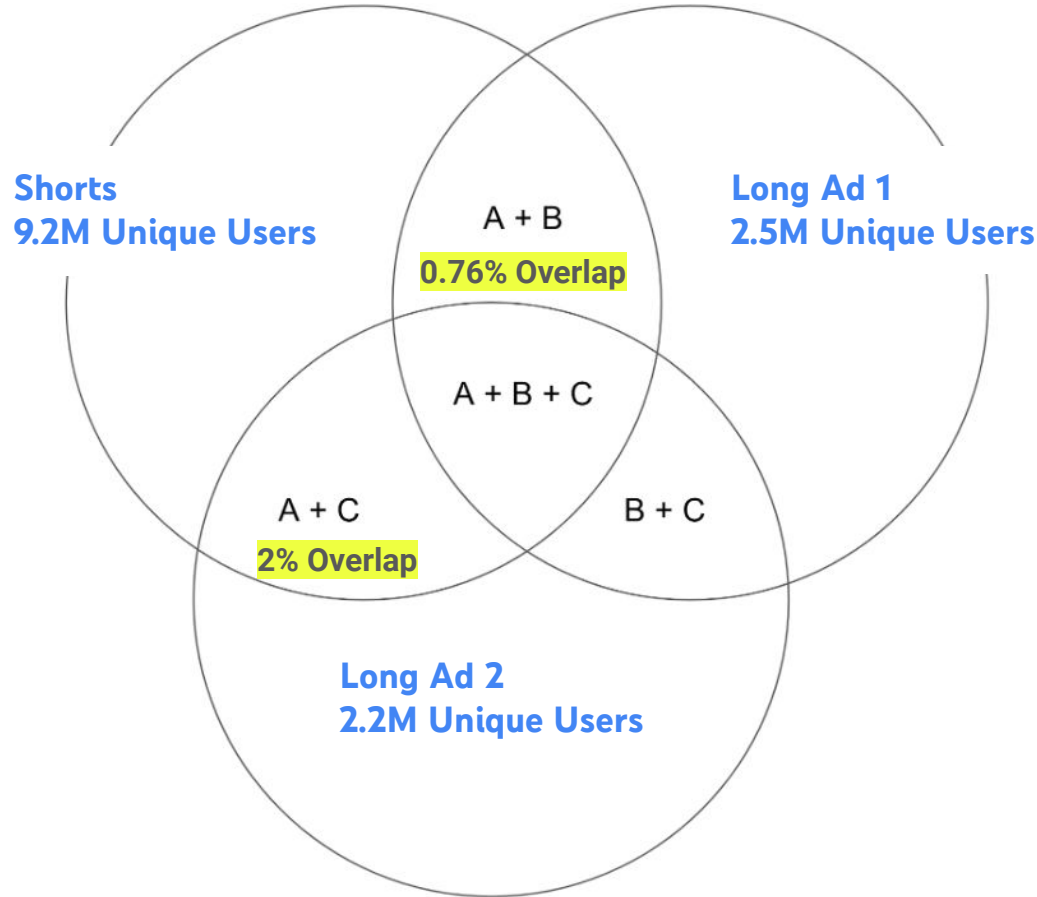 Shorts
9.2M Unique Users
Long Ad 1
2.5M Unique Users
A + B
0.76% Overlap
A + B + C
A + C
2% Overlap
B + C
Long Ad 2
2.2M Unique Users